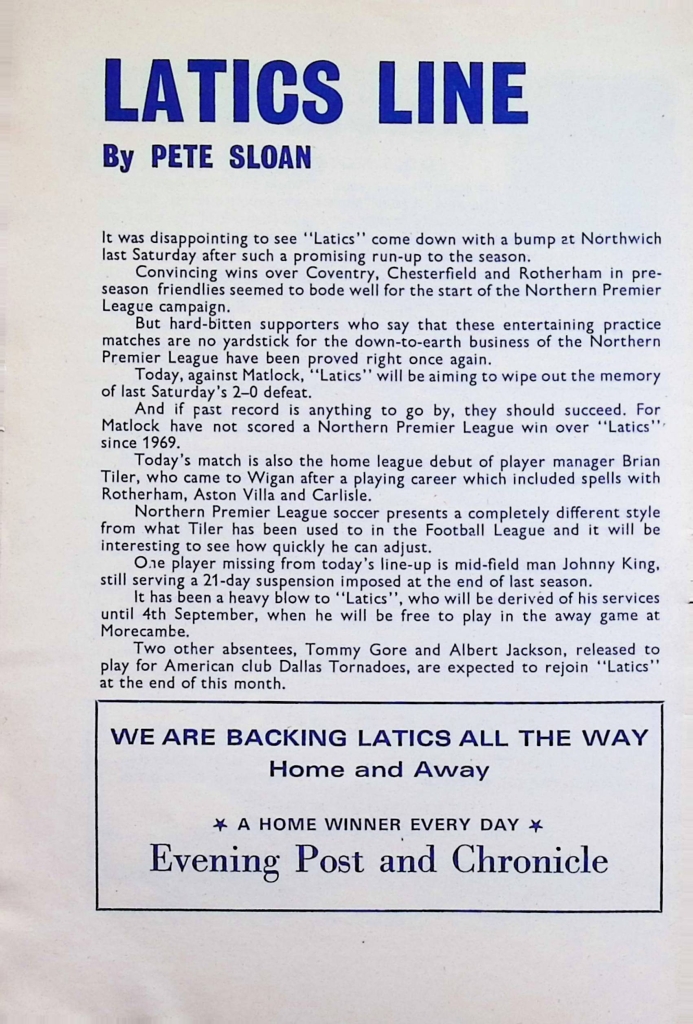 LATICS LINE
By PETE SLOAN
It was disappointing to see "Latics" come down with a bump at Northwich
last Saturday after such a promising run-up to the season.
Convincing wins over Coventry, Chesterfield and Rotherham in pre-
season friendlies seemed to bode well for the start of the Northern Premier
League campaign.
But hard-bitten supporters who say that these entertaining practice
matches are no yardstick for the down-to-earth business of the Northern
Premier League have been proved right once again.
Today, against Matlock, "Latics" will be aiming to wipe out the memory
of last Saturday's 2–0 defeat.
And if past record is anything to go by, they should succeed. For
Matlock have not scored a Northern Premier League win over "Latics"
since 1969.
Today's match is also the home league debut of player manager Brian
Tiler, who came to Wigan after a playing career which included spells with
Rotherham, Aston Villa and Carlisle.
Northern Premier League soccer presents a completely different style
from what Tiler has been used to in the Football League and it will be
interesting to see how quickly he can adjust.
One player missing from today's line-up is mid-field man Johnny King,
still serving a 21-day suspension imposed at the end of last season.
It has been a heavy blow to "Latics", who will be derived of his services
until 4th September, when he will be free to play in the away game at
Morecambe.
Two other absentees, Tommy Gore and Albert Jackson, released to
play for American club Dallas Tornadoes, are expected to rejoin "Latics"
at the end of this month.
WE ARE BACKING LATICS ALL THE WAY
Home and Away
★ A HOME WINNER EVERY DAY ★
Evening Post and Chronicle